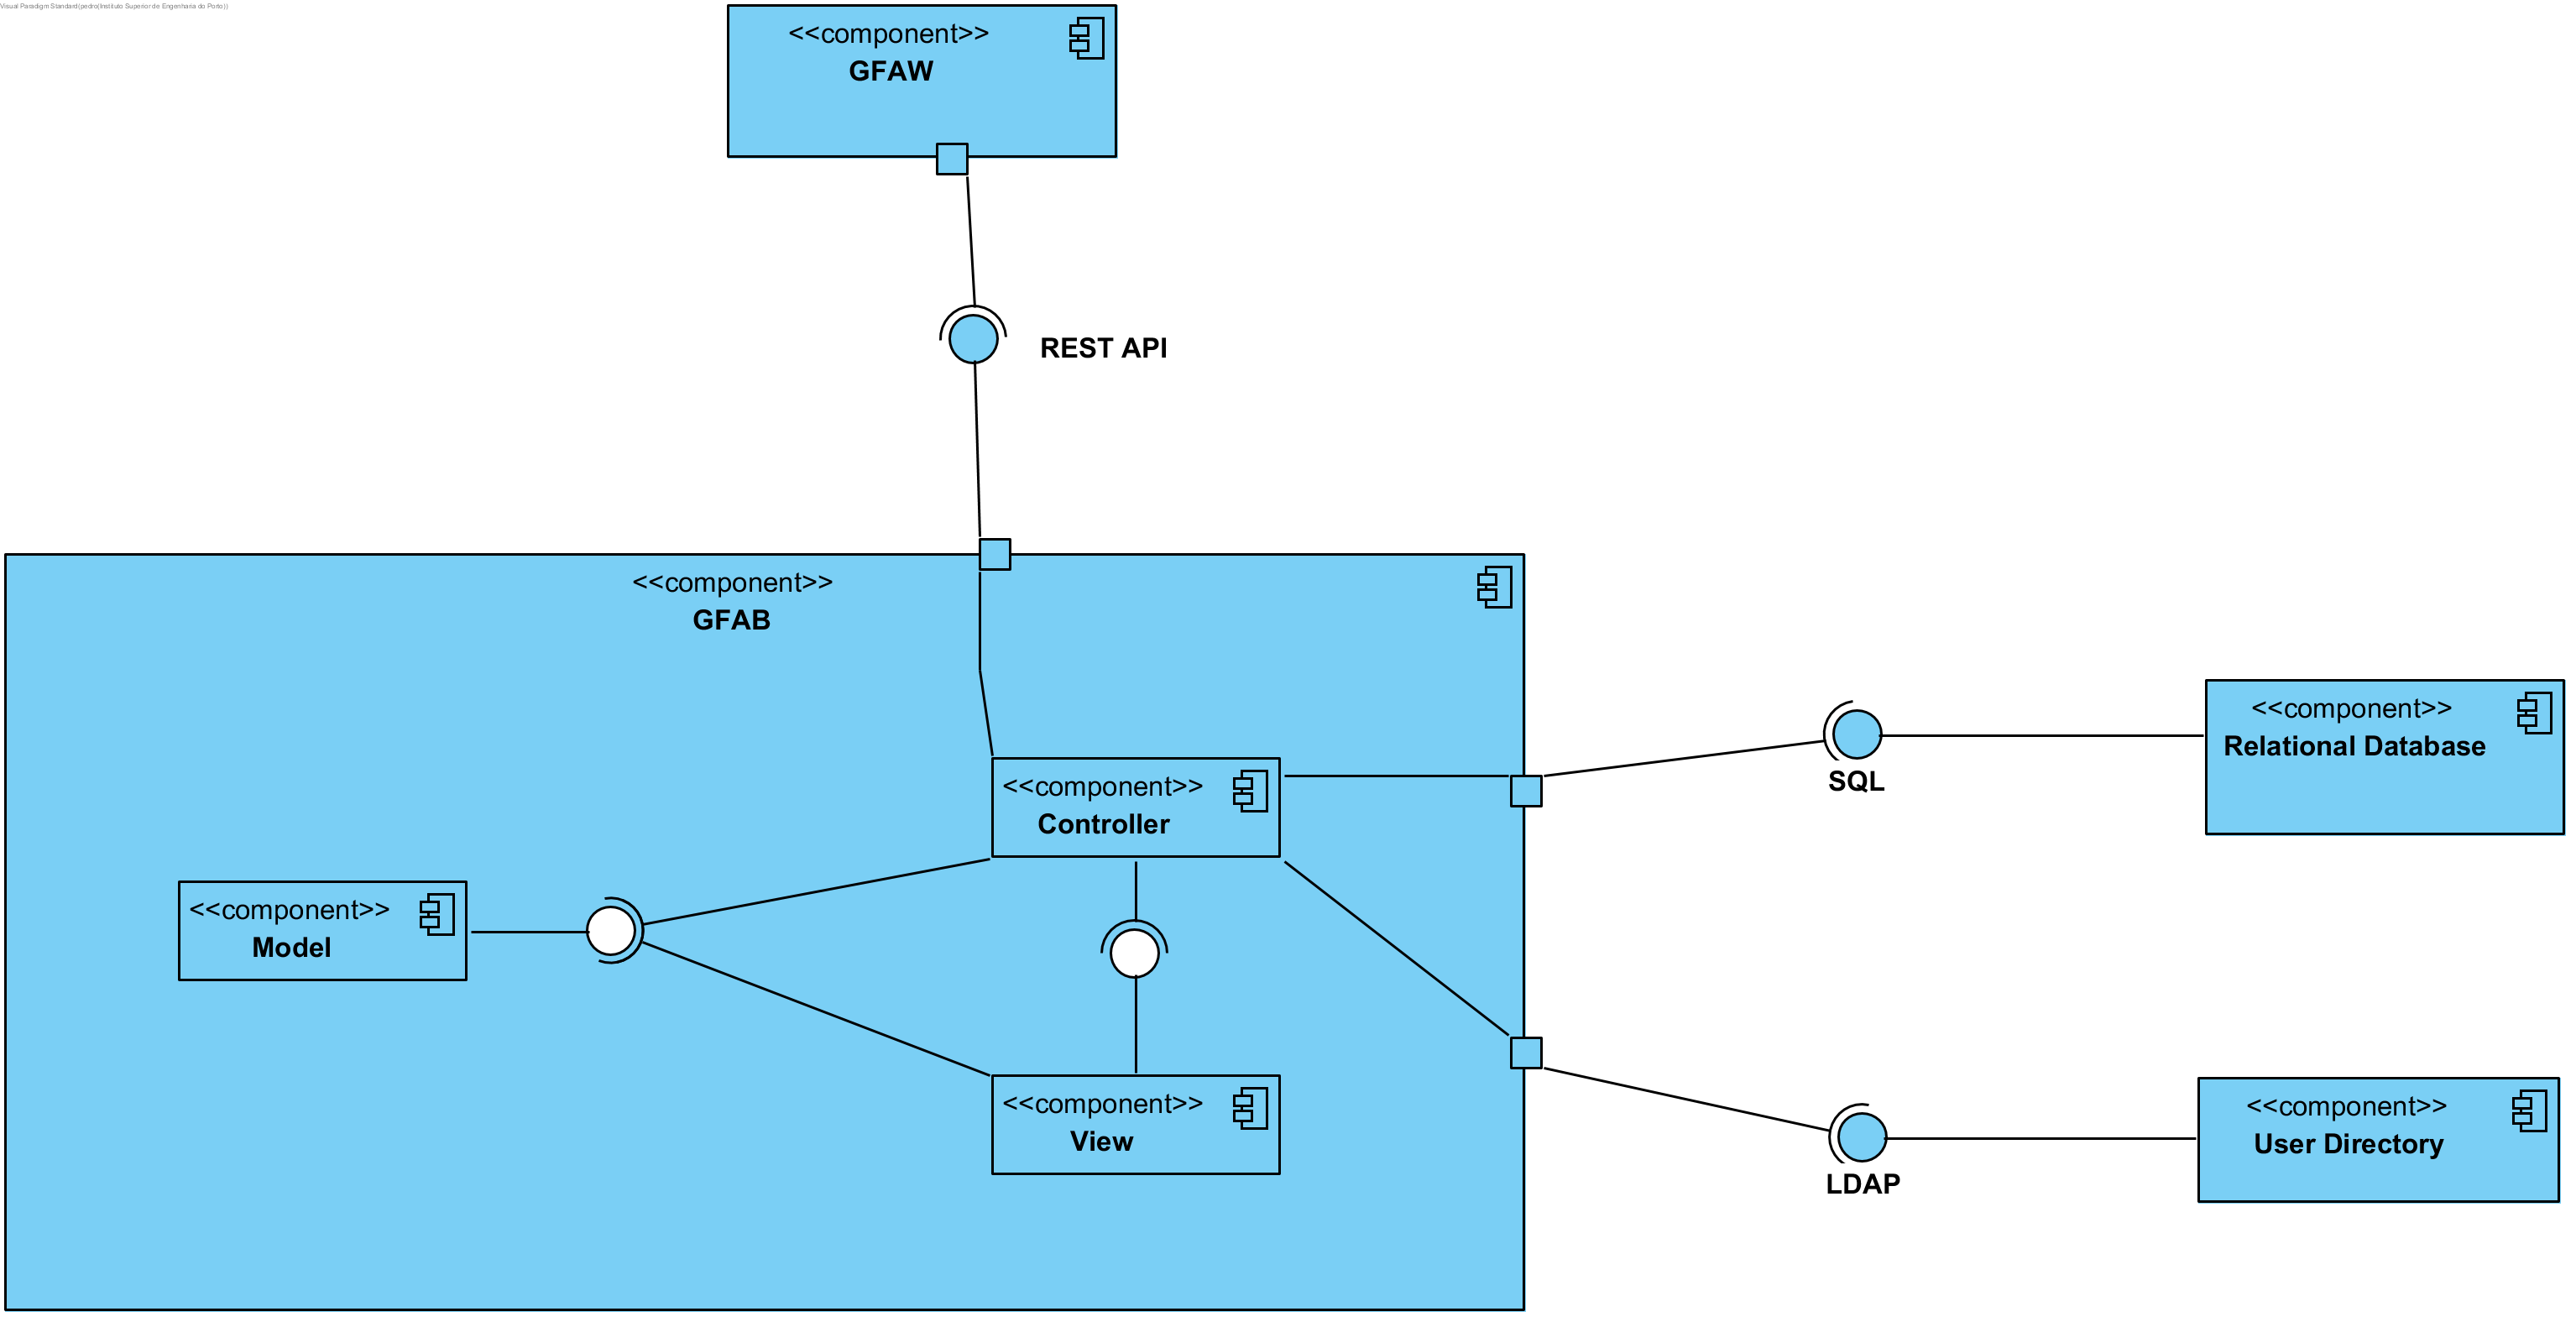 Visual Paradigm Standard(pedro(Instituto Superior de Engenharia do Porto))
<<component>>
GFAW
REST API
<<component>>
GFAB
<<component>>
Relational Database
SQL
<<component>>
Controller
<<component>>
Model
<<component>>
View
<<component>>
User Directory
LDAP